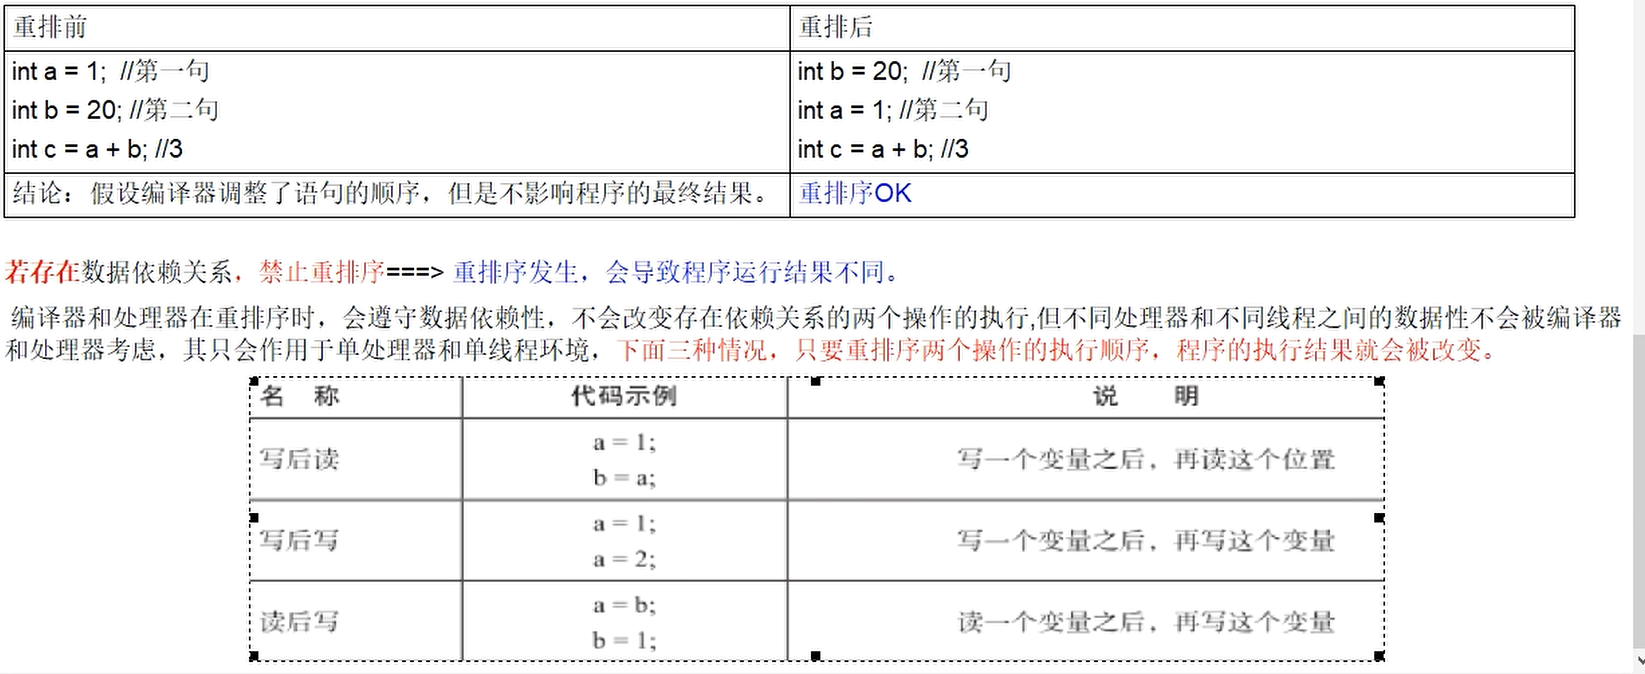 重排前 重排后
int a = 1; //第一句 int b = 20; //第一句
int b = 20; //第二句 int a = 1; //第二句
int c = a + b; //3 int c = a + b; //3
结论：假设编译器调整了语句的顺序，但是不影响程序的最终结果。 重排序OK
若存在数据依赖关系，禁止重排序===> 重排序发生，会导致程序运行结果不同。
编译器和处理器在重排序时，会遵守数据依赖性，不会改变存在依赖关系的两个操作的执行,但不同处理器和不同线程之间的数据性不会被编译器
和处理器考虑，其只会作用于单处理器和单线程环境，下面三种情况，只要重排序两个操作的执行顺序，程序的执行结果就会被改变。
名 称 代码示例 说 明
写后读 a = 1; 写一个变量之后，再读这个位置
b = a;
写后写 a = 1; 写一个变量之后，再写这个变量
a = 2;
读后写 a = b; 读一个变量之后，再写这个变量
b = 1;